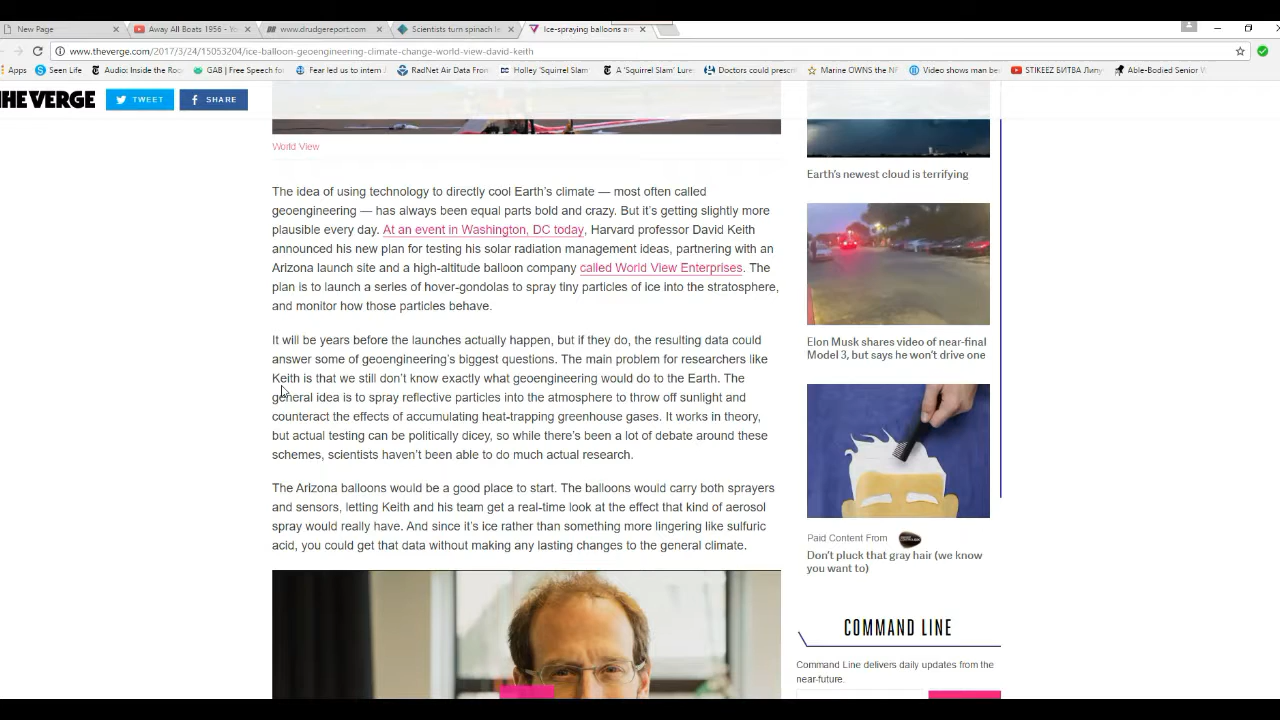 New Page
Away All Boats 1956 - Yo
www.drudgereport.com
Scientists turn spinach l
Ice-spraying balloons are
www.theverge.com/2017/3/24/15053204/ice-balloon-geoengineering-climate-change-world-view-david-keith
Apps
Seen Life
Audio: Inside the Ro
GAB | Free Speech fo
Fear led us to intern J
RadNet Air Data From
Holley 'Squirrel Slam
A 'Squirrel Slam' Lure
Doctors could prescri
Marine OWNS the NF
Video shows man be
STIKEEZ БИТВА Липу
Able-Bodied Senior W
THE VERGE
TWEET
SHARE
World View
The idea of using technology to directly cool Earth's climate — most often called
geoengineering — has always been equal parts bold and crazy. But it's getting slightly more
plausible every day. At an event in Washington, DC today, Harvard professor David Keith
announced his new plan for testing his solar radiation management ideas, partnering with an
Arizona launch site and a high-altitude balloon company called World View Enterprises. The
plan is to launch a series of hover-gondolas to spray tiny particles of ice into the stratosphere,
and monitor how those particles behave.
It will be years before the launches actually happen, but if they do, the resulting data could
answer some of geoengineering's biggest questions. The main problem for researchers like
Keith is that we still don't know exactly what geoengineering would do to the Earth. The
general idea is to spray reflective particles into the atmosphere to throw off sunlight and
counteract the effects of accumulating heat-trapping greenhouse gases. It works in theory,
but actual testing can be politically dicey, so while there's been a lot of debate around these
schemes, scientists haven't been able to do much actual research.
The Arizona balloons would be a good place to start. The balloons would carry both sprayers
and sensors, letting Keith and his team get a real-time look at the effect that kind of aerosol
spray would really have. And since it's ice rather than something more lingering like sulfuric
acid, you could get that data without making any lasting changes to the general climate.
Earth's newest cloud is terrifying
Elon Musk shares video of near-final
Model 3, but says he won't drive one
Paid Content From
Don't pluck that gray hair (we know
you want to)
COMMAND LINE
Command Line delivers daily updates from the
near-future.